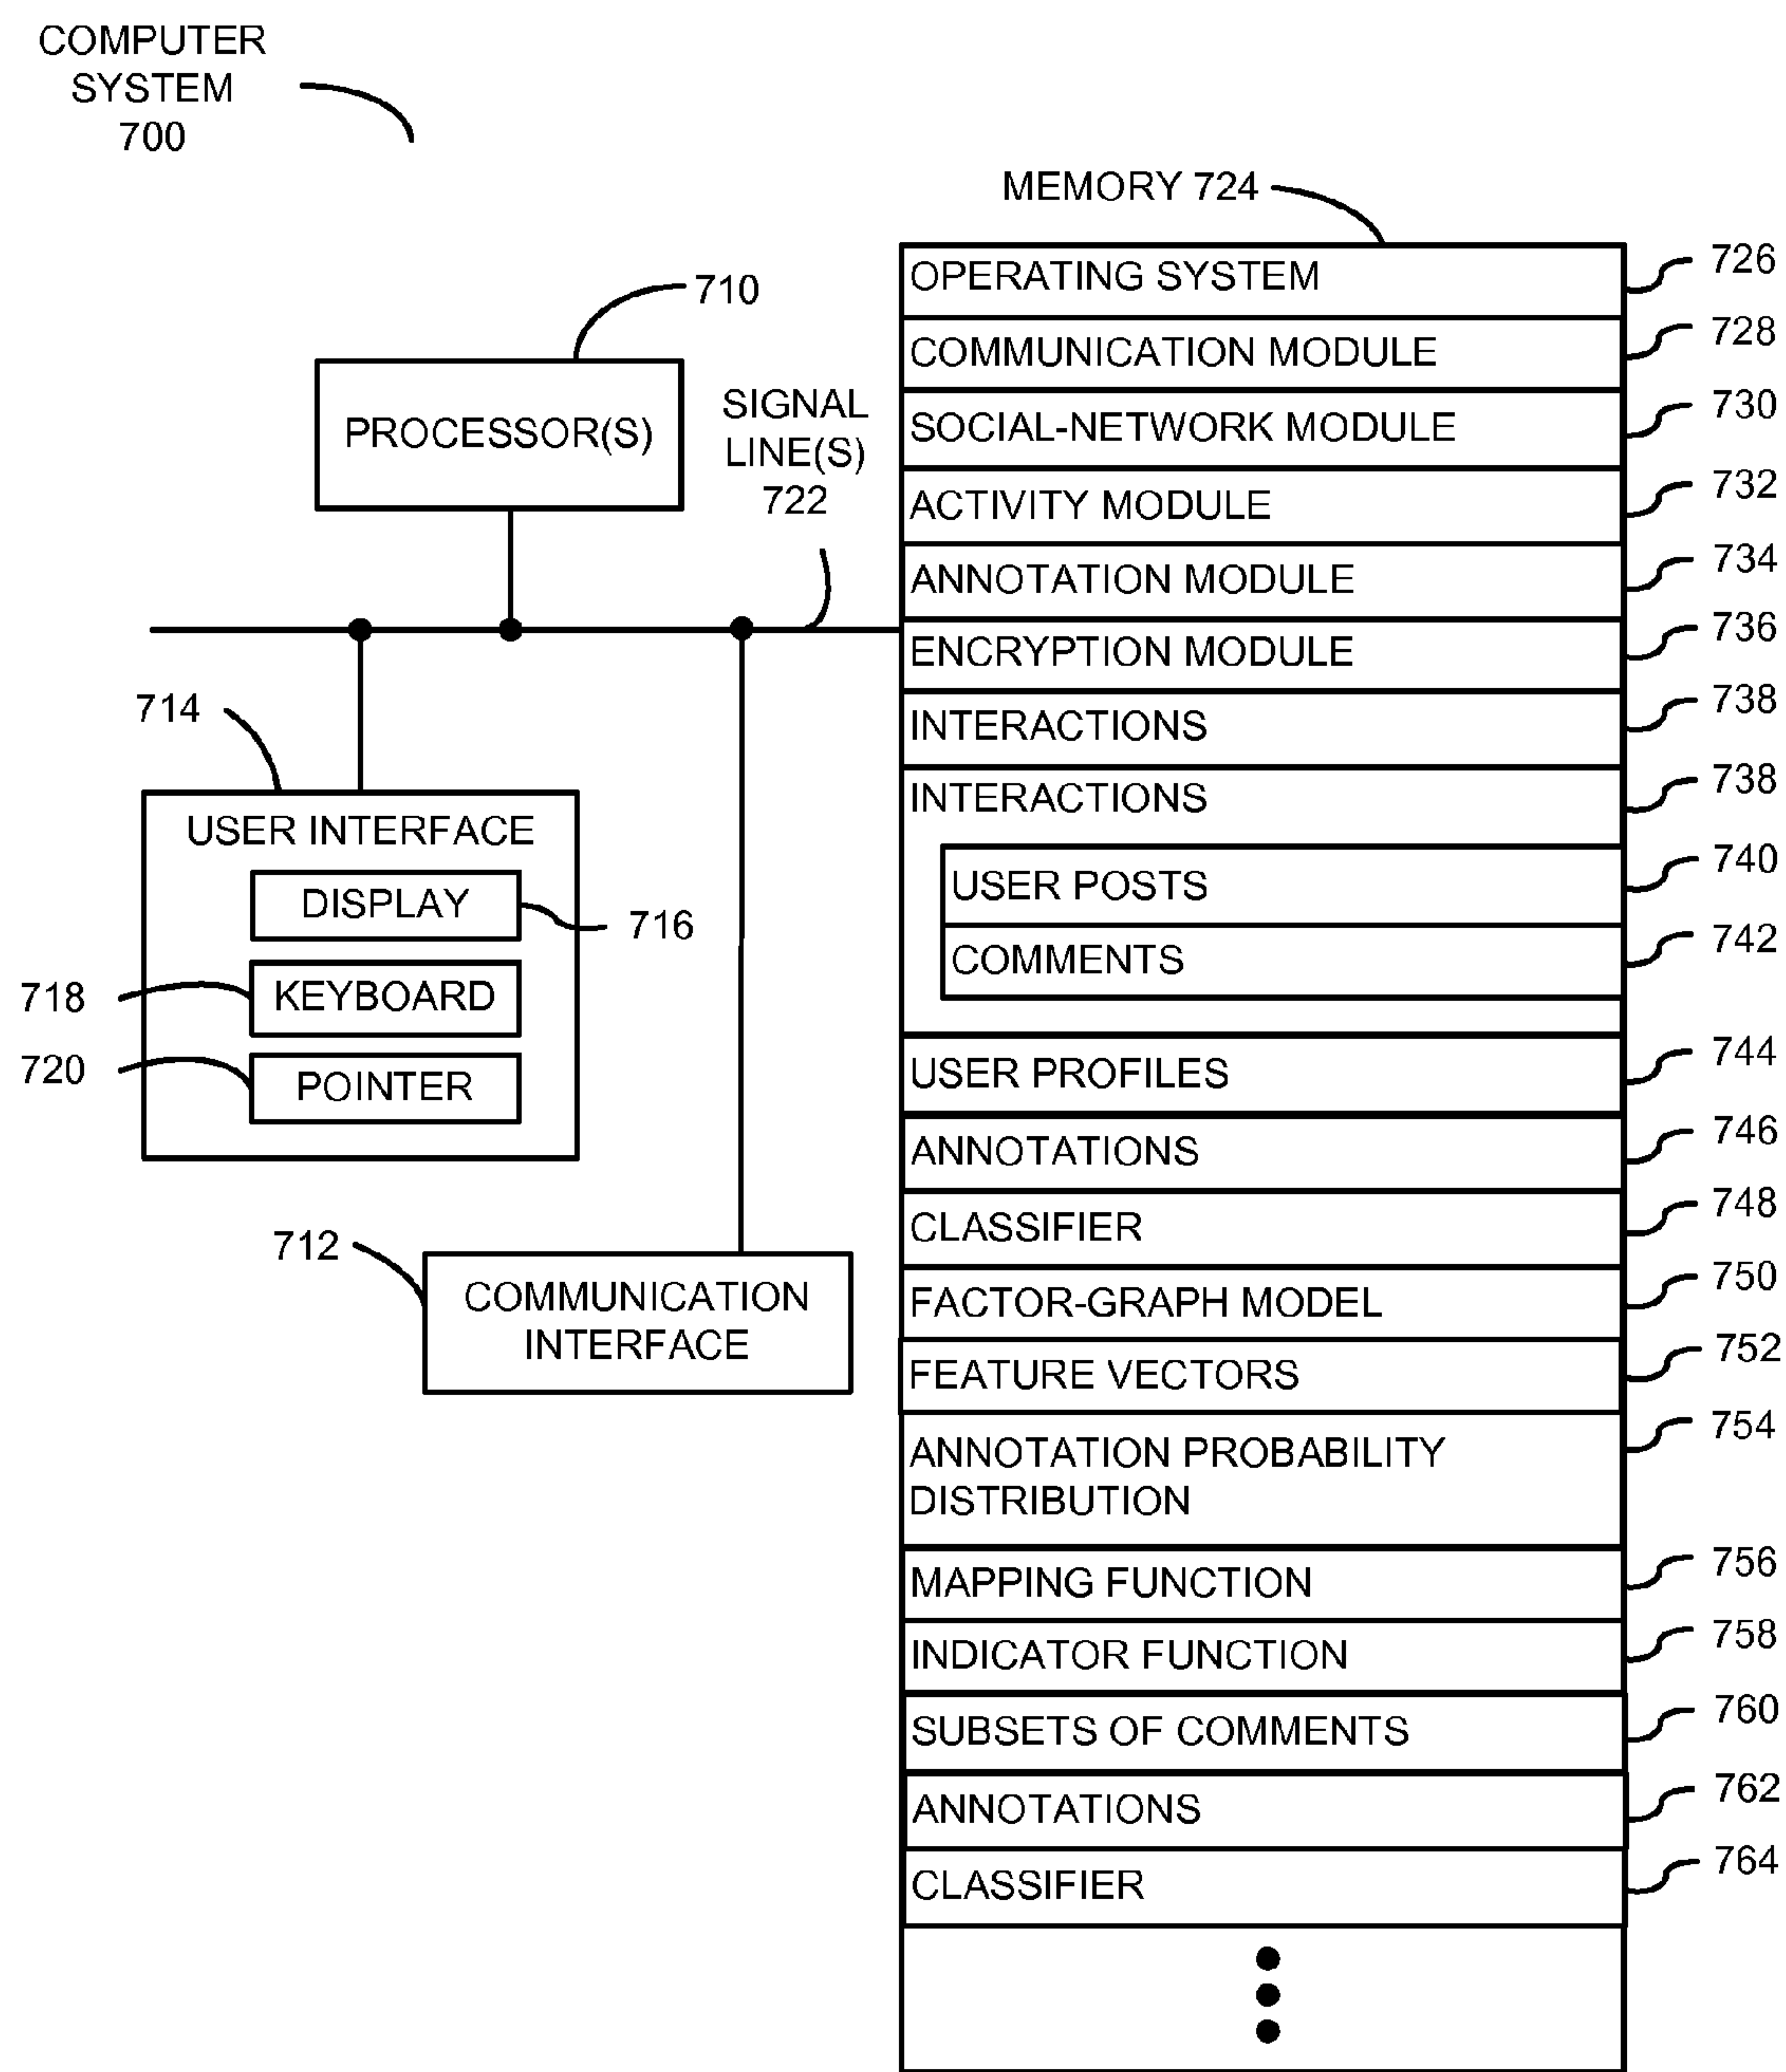 COMPUTER
SYSTEM
700
MEMORY 724
OPERATING SYSTEM
726
COMMUNICATION MODULE
728
SOCIAL-NETWORK MODULE
730
ACTIVITY MODULE
732
ANNOTATION MODULE
734
ENCRYPTION MODULE
736
INTERACTIONS
738
INTERACTIONS
738
USER POSTS
740
COMMENTS
742
USER PROFILES
744
ANNOTATIONS
746
CLASSIFIER
748
FACTOR-GRAPH MODEL
750
FEATURE VECTORS
752
ANNOTATION PROBABILITY
DISTRIBUTION
754
MAPPING FUNCTION
756
INDICATOR FUNCTION
758
SUBSETS OF COMMENTS
760
ANNOTATIONS
762
CLASSIFIER
764
710
PROCESSOR(S)
SIGNAL
LINE(S)
722
714
USER INTERFACE
DISPLAY
716
718
KEYBOARD
720
POINTER
712
COMMUNICATION
INTERFACE